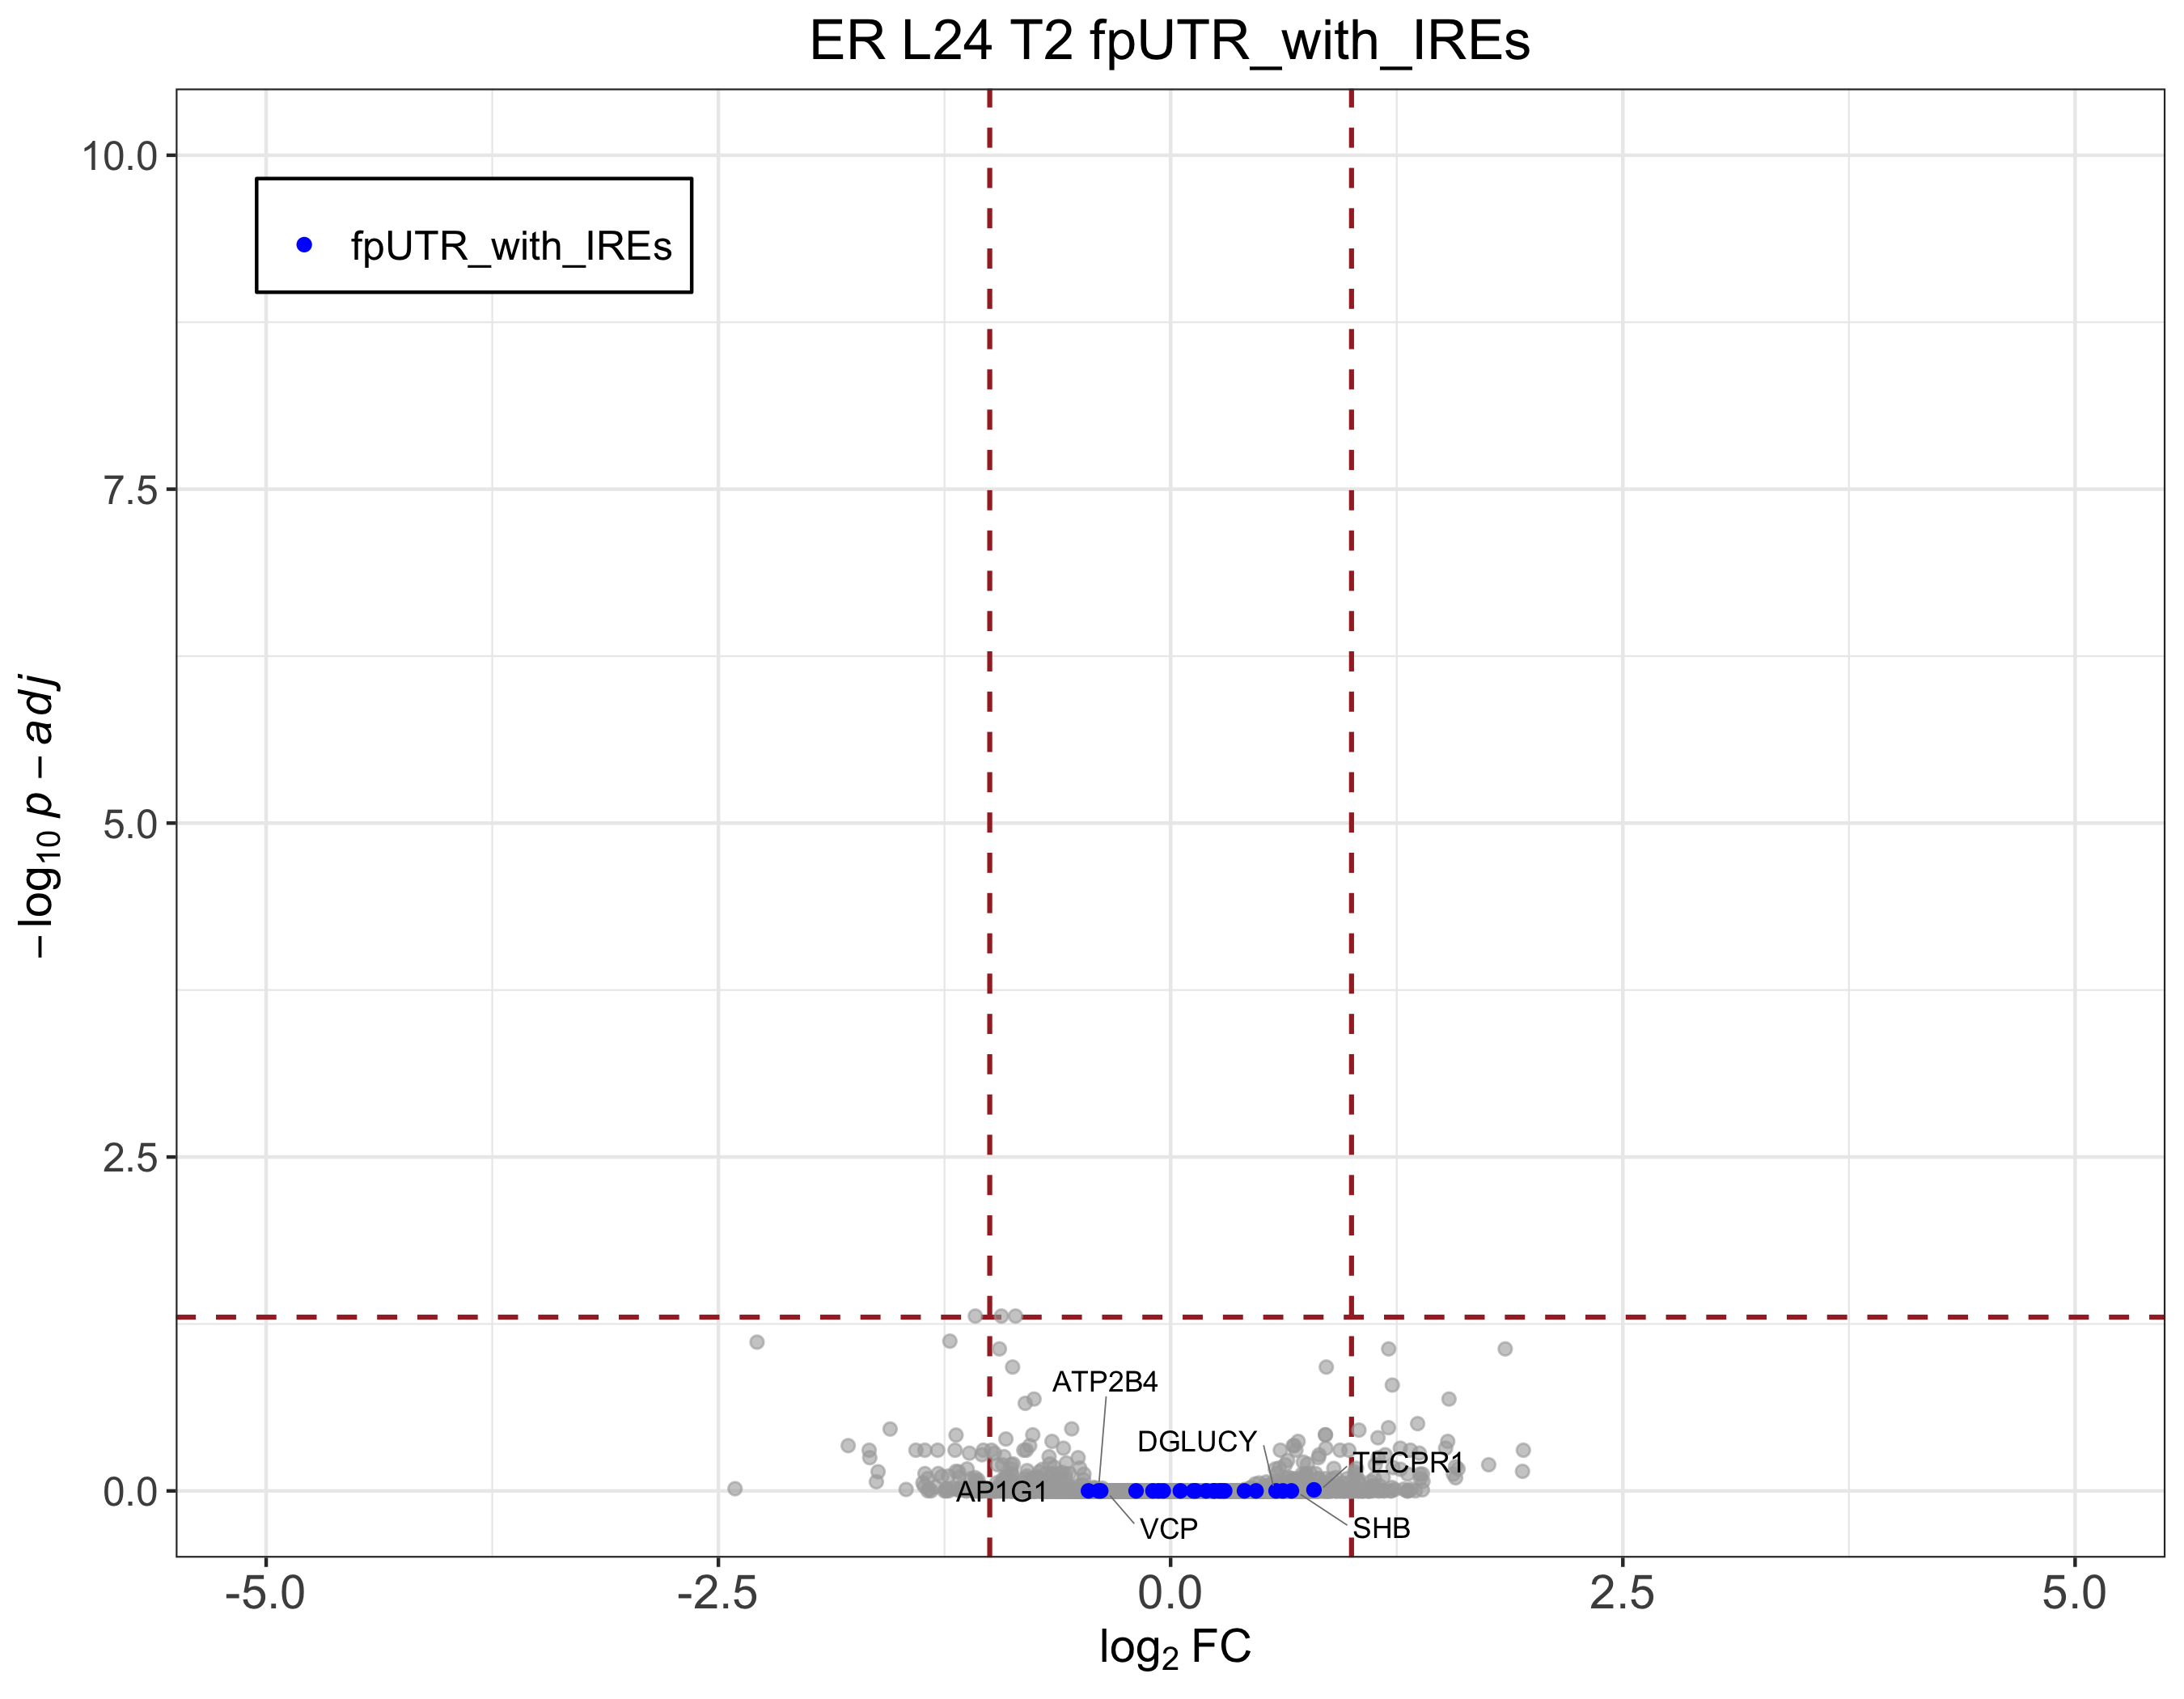 ER L24 T2 fpUTR_with_IREs
10.0
fpUTR_with_IREs
7.5
5.0
2.5
0.0
−log10 p − adj
ATP2B4
DGLUCY
TECPR1
AP1G1
VCP
SHB
-5.0
-2.5
0.0
2.5
5.0
log2 FC